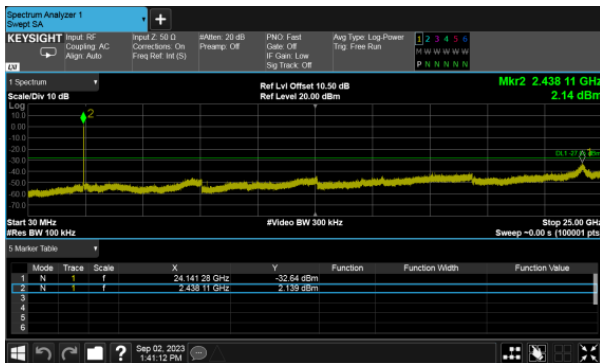 Spectrum Analyzer 1
Swept SA
KEYSIGHT
Input: RF
Coupling: AC
Align: Auto
Input Z: 50 Ω
Corrections: On
Freq Ref: Int (S)
#Atten: 20 dB
Preamp: Off
PNO: Fast
Gate: Off
IF Gain: Low
Sig Track: Off
Avg Type: Log-Power
Trig: Free Run
1 2 3 4 5 6
M W W W W W
P N N N N N
LXI
1 Spectrum
Scale/Div 10 dB
Ref Lvl Offset 10.50 dB
Ref Level 20.00 dBm
Mkr2 2.438 11 GHz
2.14 dBm
Log
10.0
0.00
-10.0
-20.0
-30.0
-40.0
-50.0
-60.0
-70.0
2
Start 30 MHz
#Res BW 100 kHz
#Video BW 300 kHz
Stop 25.00 GHz
Sweep ~0.00 s (100001 pts)
5 Marker Table
Mode Trace Scale X Y Function Function Width Function Value
1 N 1 f 24.141 28 GHz -32.64 dBm
2 N 1 f 2.438 11 GHz 2.139 dBm
3
4
5
6
?
Sep 02, 2023
1:41:12 PM